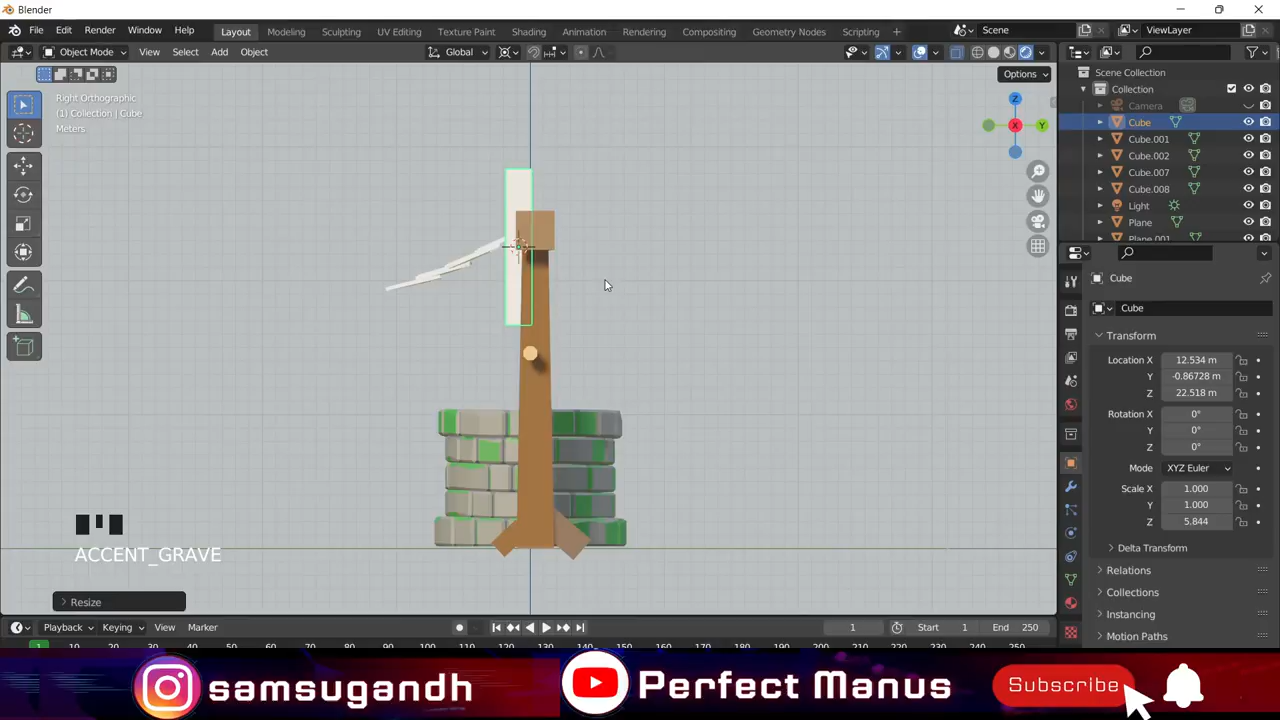 Blender
File Edit Render Window Help
Layout Modeling Sculpting UV Editing Texture Paint Shading Animation Rendering Compositing Geometry Nodes Scripting +
Scene
ViewLayer
Object Mode View Select Add Object
Global
Options
Right Orthographic
(1) Collection | Cube
Meters
Z
X
Y
Scene Collection
Collection
Camera
Cube
Cube.001
Cube.002
Cube.007
Cube.008
Light
Plane
Plane.001
Cube
Cube
Transform
Location X 12.534 m
Y -0.86728 m
Z 22.518 m
Rotation X 0°
Y 0°
Z 0°
Mode XYZ Euler
Scale X 1.000
Y 1.000
Z 5.844
Delta Transform
Relations
Collections
Instancing
Motion Paths
ACCENT_GRAVE
Resize
Playback Keying View Marker
1
Start 1
End 250
1
samsugandh
Perfect Manus
Subscribe